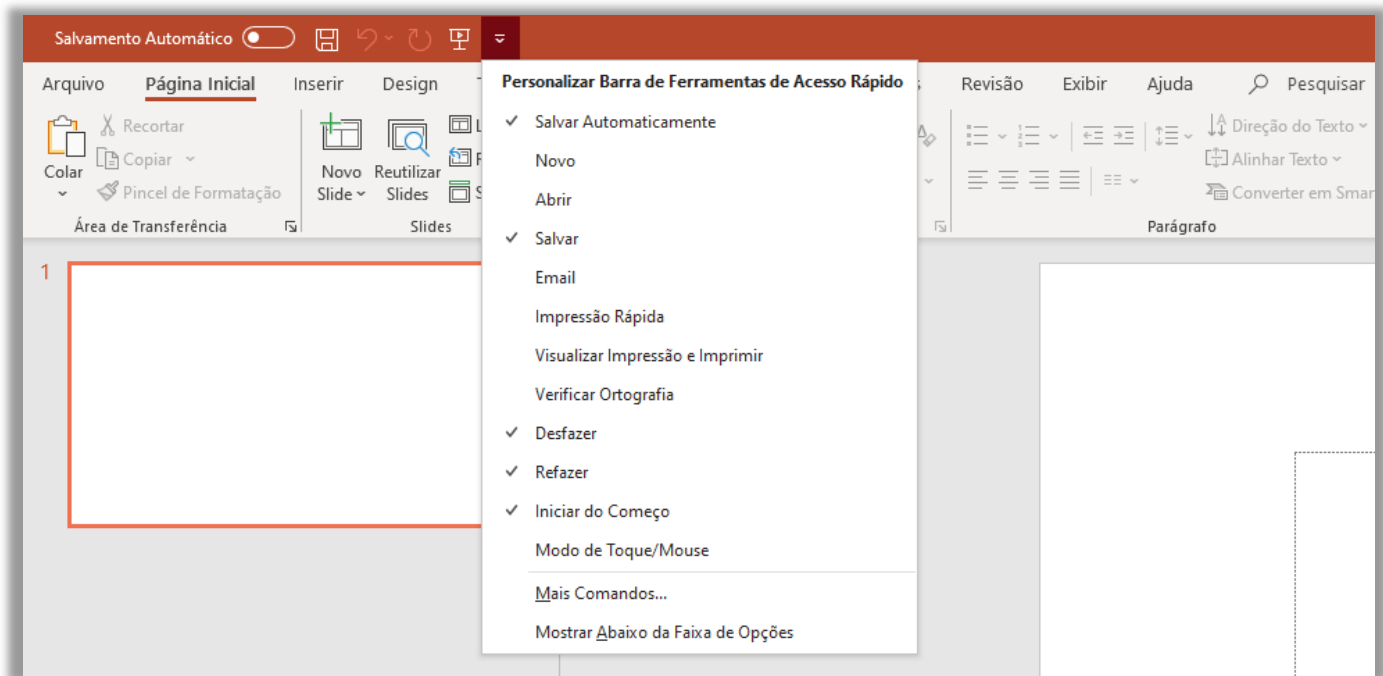 Salvamento Automático
Arquivo Página Inicial Inserir Design Revisão Exibir Ajuda Pesquisar
Personalizar Barra de Ferramentas de Acesso Rápido
Salvar Automaticamente
Novo
Abrir
Salvar
Email
Impressão Rápida
Visualizar Impressão e Imprimir
Verificar Ortografia
Desfazer
Refazer
Iniciar do Começo
Modo de Toque/Mouse
Mais Comandos...
Mostrar Abaixo da Faixa de Opções
Colar
Recortar
Copiar
Pincel de Formatação
Área de Transferência
Novo
Slide
Reutilizar
Slides
Slides
Direção do Texto
Alinhar Texto
Converter em
Parágrafo
1